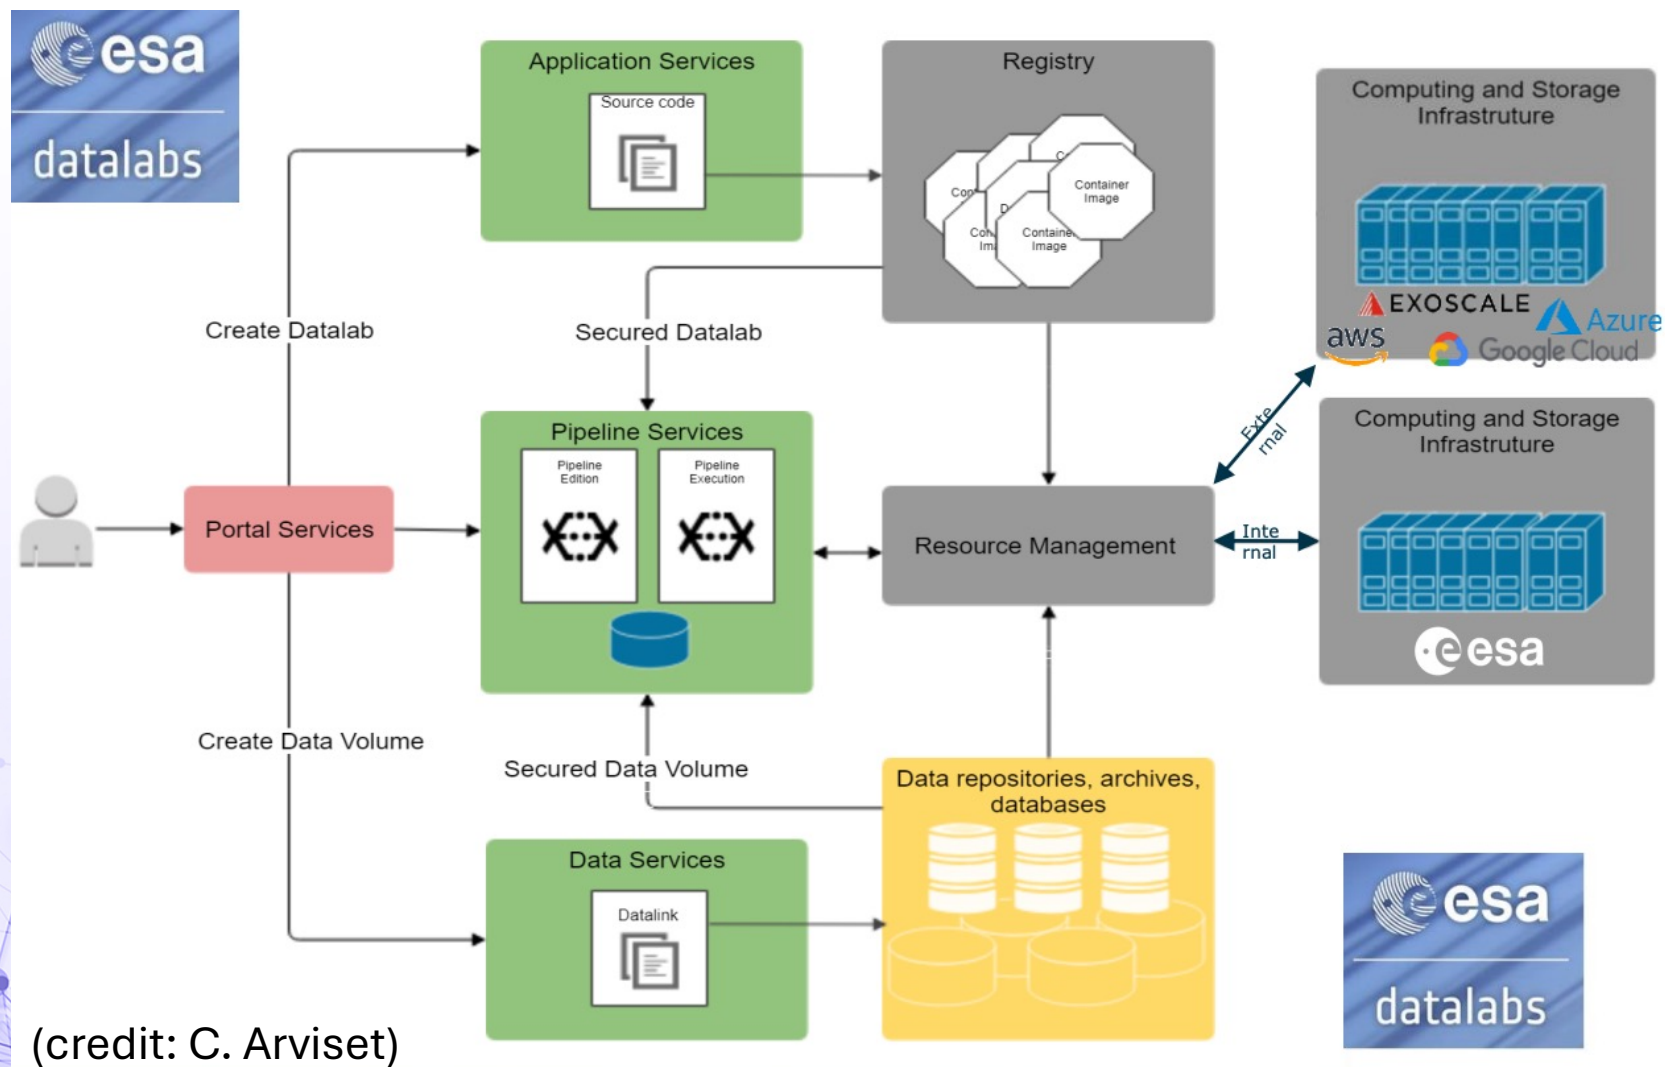 esa
datalabs
Application Services
Source code
Registry
Container
Image
Container
Image
Computing and Storage
Infrastruture
EXOSCALE
Azure
aws
Google Cloud
Create Datalab
Secured Datalab
External
Pipeline Services
Pipeline
Edition
Pipeline
Execution
Portal Services
Resource Management
Inte
rnal
Computing and Storage
Infrastruture
esa
Create Data Volume
Secured Data Volume
Data repositories, archives,
databases
Data Services
Datalink
esa
datalabs
(credit: C. Arviset)